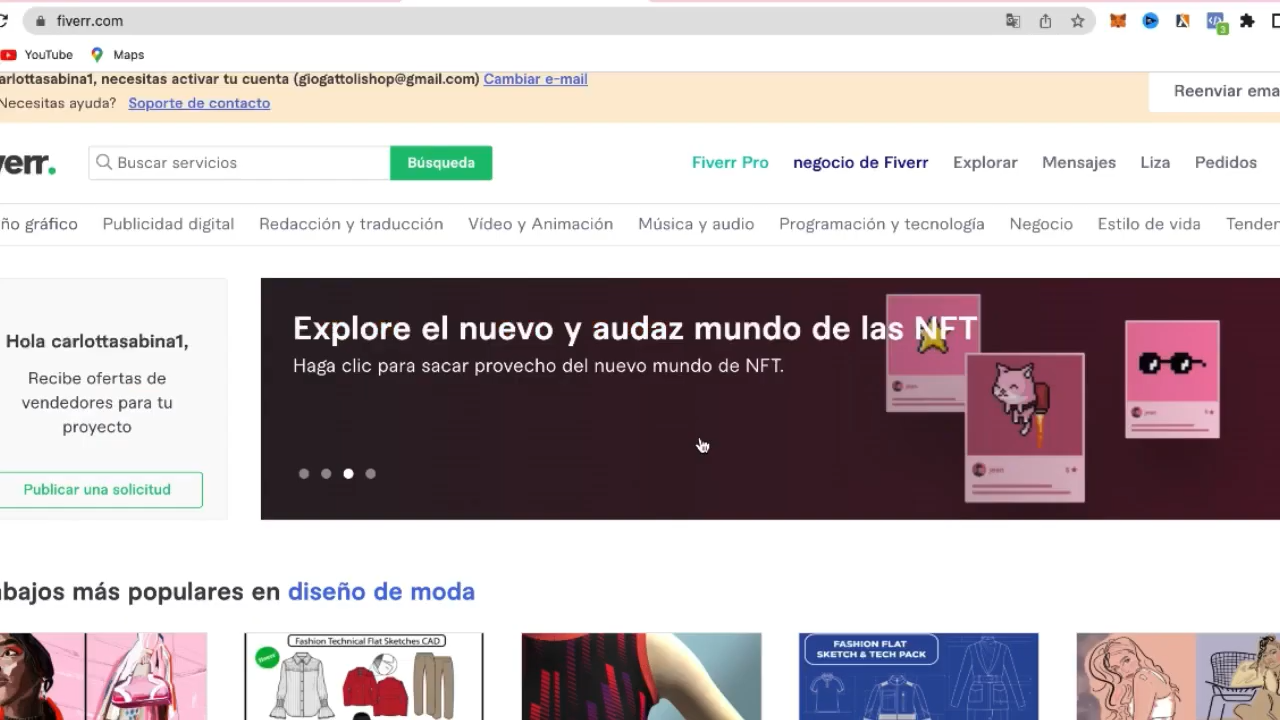 fiverr.com
YouTube
Maps
arlottasabina1, necesitas activar tu cuenta (giogattolishop@gmail.com) Cambiar e-mail
Necesitas ayuda? Soporte de contacto
Reenviar ema
verr.
Buscar servicios
Búsqueda
Fiverr Pro
negocio de Fiverr
Explorar
Mensajes
Liza
Pedidos
ño gráfico
Publicidad digital
Redacción y traducción
Vídeo y Animación
Música y audio
Programación y tecnología
Negocio
Estilo de vida
Tenden
Hola carlottasabina1,
Recibe ofertas de
vendedores para tu
proyecto
Publicar una solicitud
Explore el nuevo y audaz mundo de las NFT
Haga clic para sacar provecho del nuevo mundo de NFT.
abajos más populares en diseño de moda
Fashion Technical Flat Sketches CAD
fiverr
FASHION FLAT
SKETCH & TECH PACK